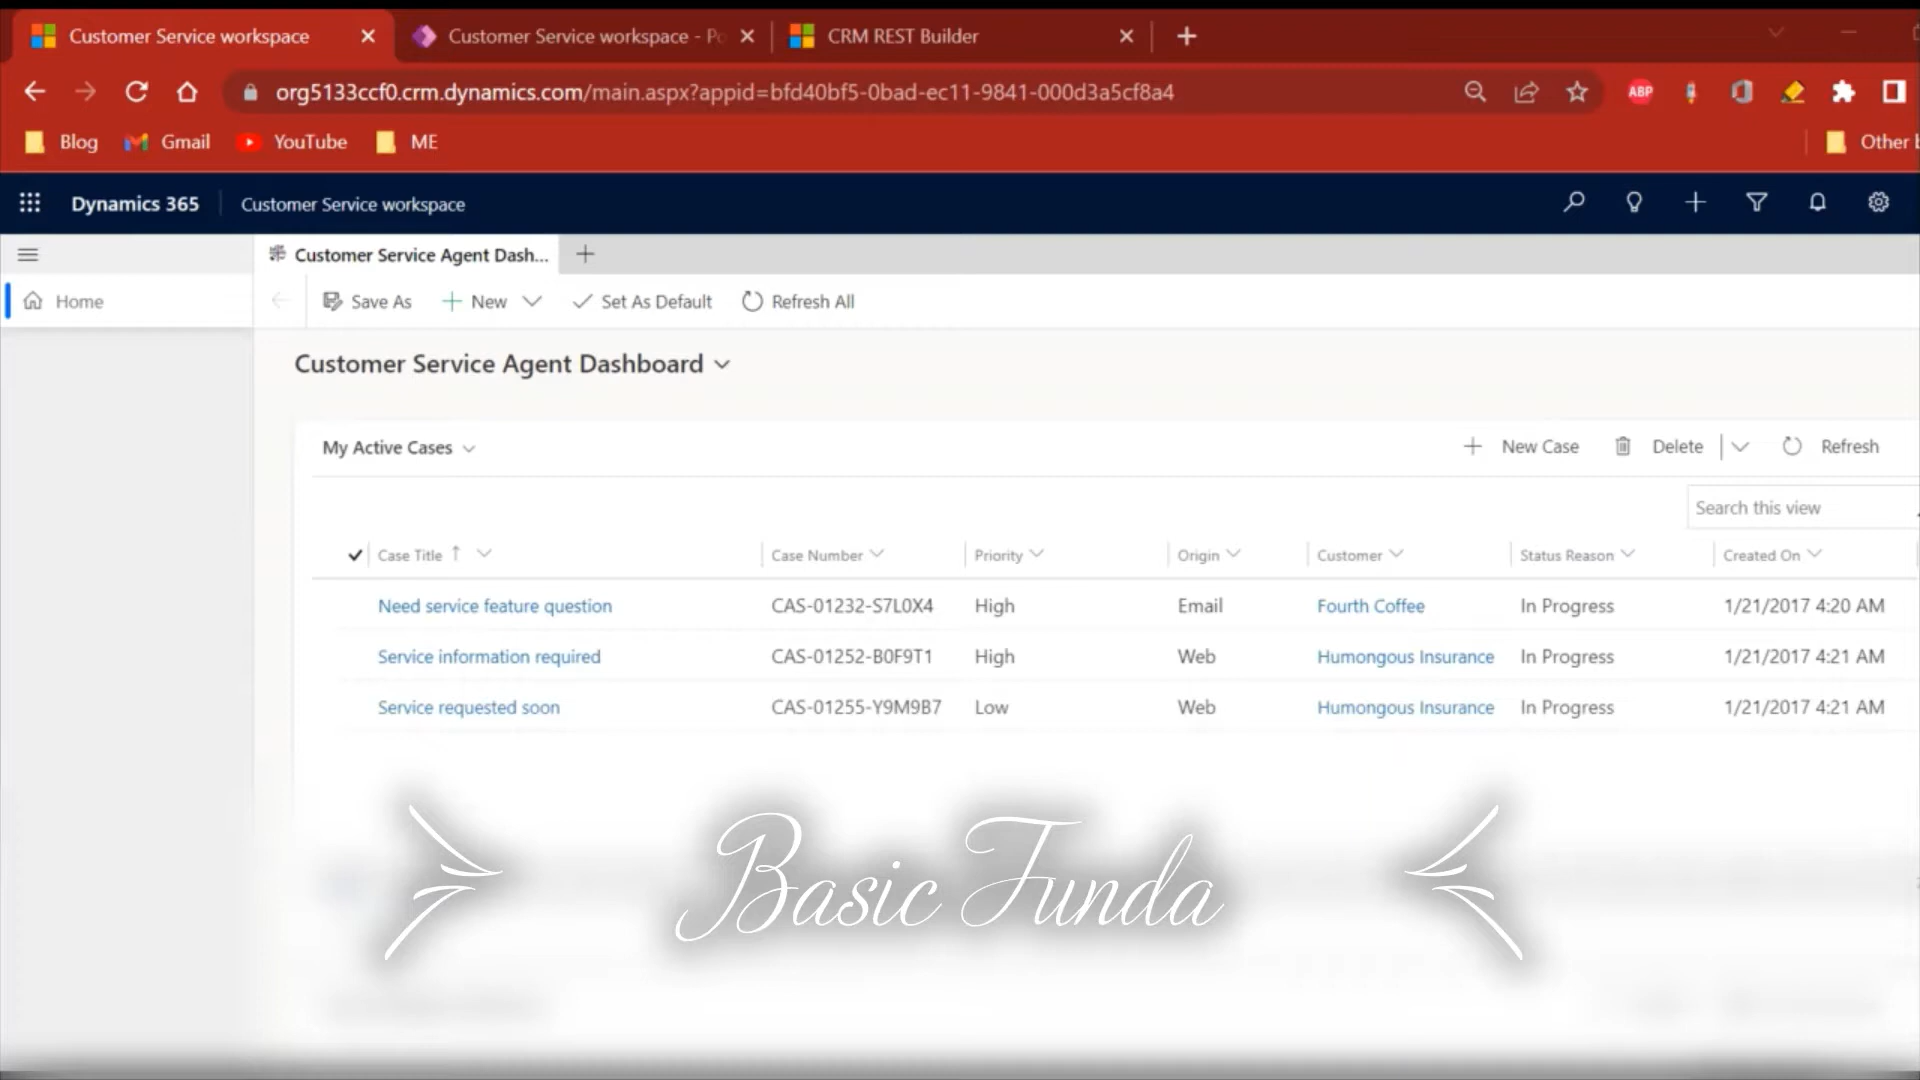 Customer Service workspace
Customer Service workspace - Po
CRM REST Builder
org5133ccf0.crm.dynamics.com/main.aspx?appid=bfd40bf5-0bad-ec11-9841-000d3a5cf8a4
ABP
Blog
Gmail
YouTube
ME
Other b
Dynamics 365
Customer Service workspace
Customer Service Agent Dash...
Home
Save As
New
Set As Default
Refresh All
Customer Service Agent Dashboard
My Active Cases
New Case
Delete
Refresh
Search this view
Case Title Case Number Priority Origin Customer Status Reason Created On
Need service feature question CAS-01232-S7L0X4 High Email Fourth Coffee In Progress 1/21/2017 4:20 AM
Service information required CAS-01252-B0F9T1 High Web Humongous Insurance In Progress 1/21/2017 4:21 AM
Service requested soon CAS-01255-Y9M9B7 Low Web Humongous Insurance In Progress 1/21/2017 4:21 AM
Basic Funda